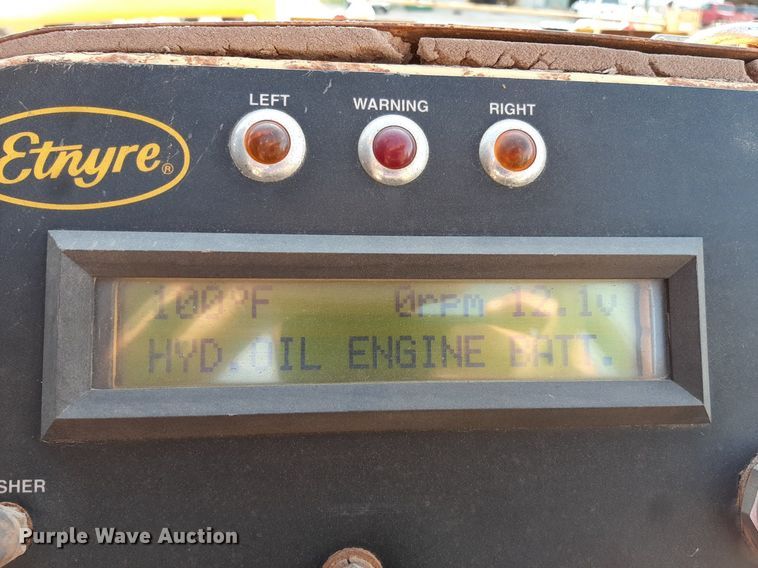 LEFT WARNING RIGHT
Etnyre®
100°F 0rpm 12.1v
HYD.OIL ENGINE BATT.
SHER
Purple Wave Auction